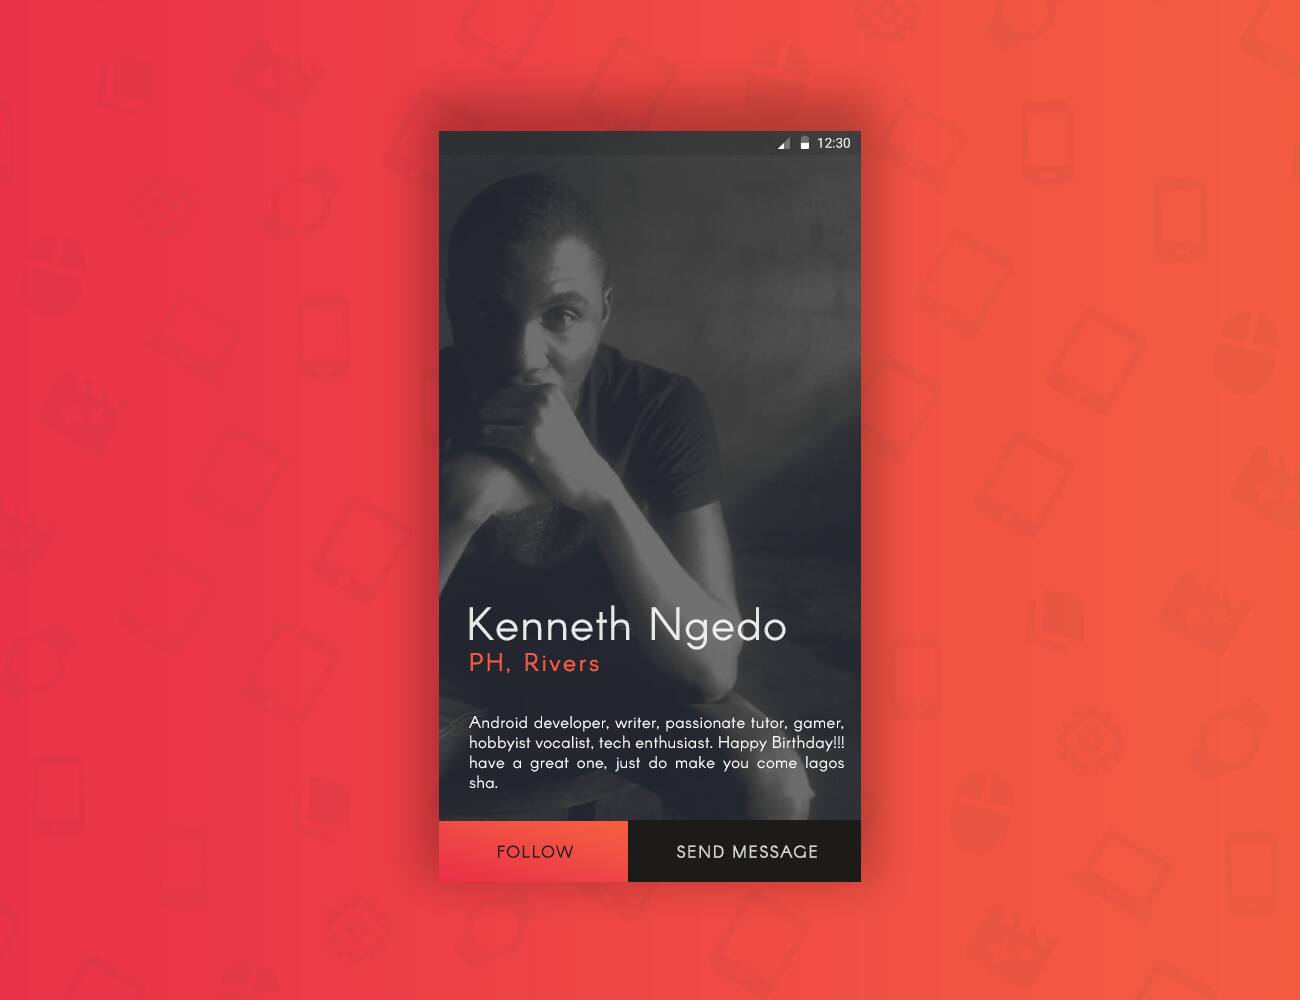 12:30
Kenneth Ngedo
PH, Rivers
Android developer, writer, passionate tutor, gamer,
hobbyist vocalist, tech enthusiast. Happy Birthday!!!
have a great one, just do make you come lagos
sha.
FOLLOW
SEND MESSAGE